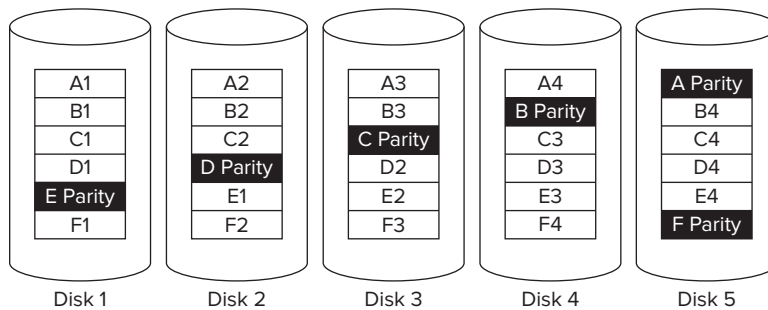 A1 A2 A3 A4 A Parity
B1 B2 B3 B Parity B4
C1 C2 C Parity C3 C4
D1 D Parity D2 D3 D4
E Parity E1 E2 E3 E4
F1 F2 F3 F4 F Parity
Disk 1 Disk 2 Disk 3 Disk 4 Disk 5